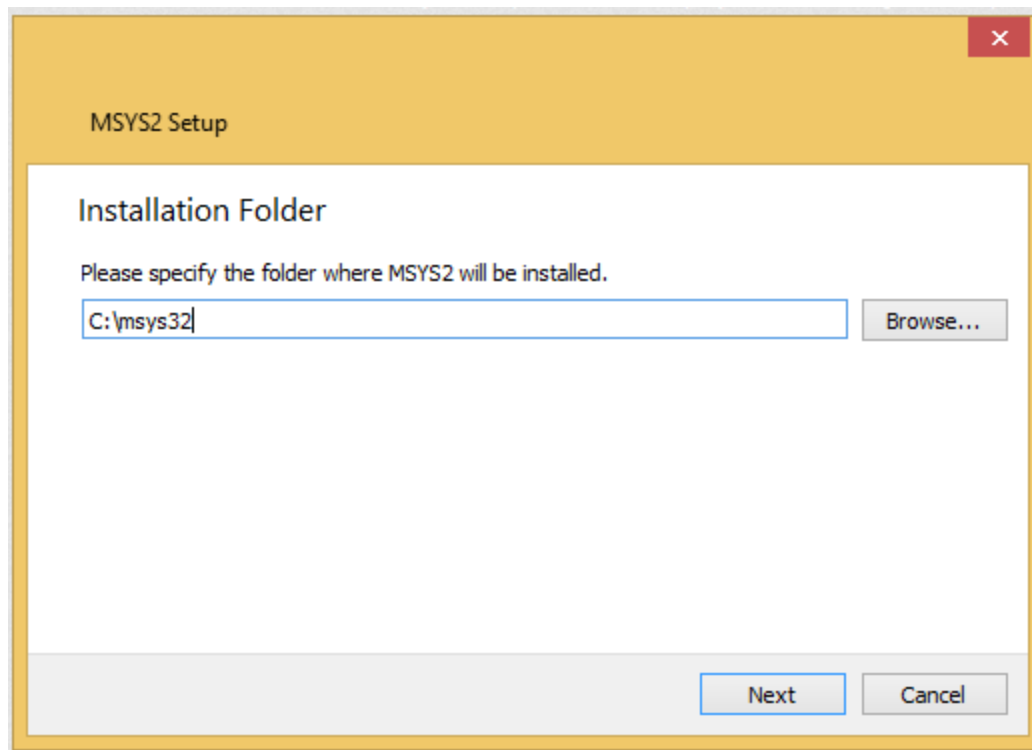 MSYS2 Setup
Installation Folder
Please specify the folder where MSYS2 will be installed.
C:\msys32 Browse...
Next Cancel